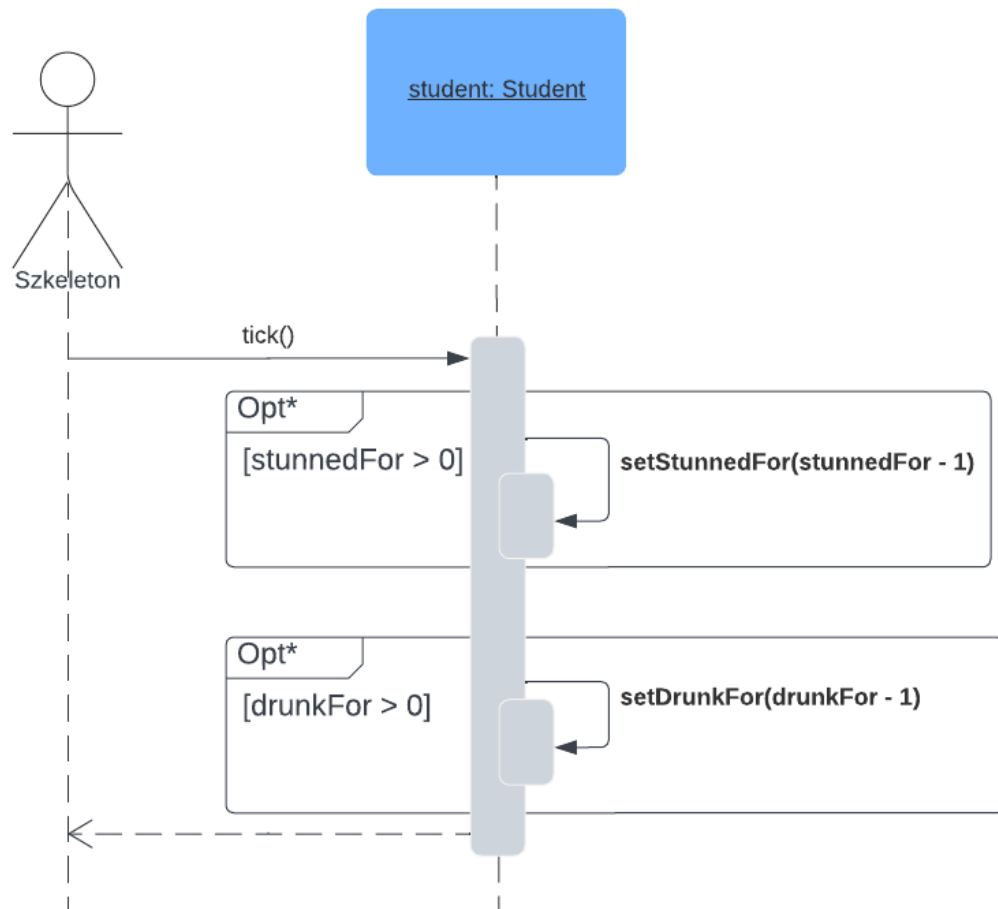 student: Student
Szkeleton
tick()
Opt*
[stunnedFor > 0]
setStunnedFor(stunnedFor - 1)
Opt*
[drunkFor > 0]
setDrunkFor(drunkFor - 1)